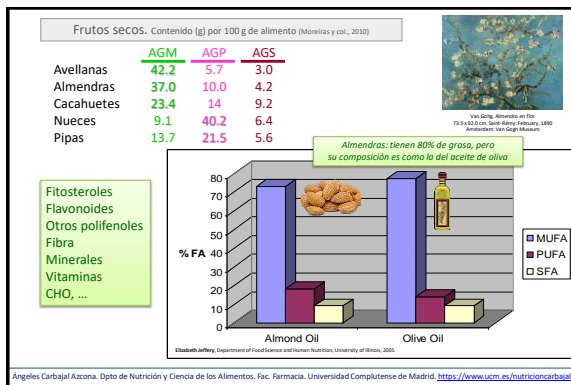 Frutos secos. Contenido (g) por 100 g de alimento (Moreiras y col., 2010)
AGM AGP AGS
Avellanas 42.2 5.7 3.0
Almendras 37.0 10.0 4.2
Cacahuetes 23.4 14 9.2
Nueces 9.1 40.2 6.4
Pipas 13.7 21.5 5.6
Van Gohg. Almendro en flor
73.5 x 92.0 cm. Saint-Rémy: February, 1890
Amsterdam: Van Gogh Museum
Almendras: tienen 80% de grasa, pero
su composición es como la del aceite de oliva
Fitosteroles
Flavonoides
Otros polifenoles
Fibra
Minerales
Vitaminas
CHO, ...
% FA
80
70
60
50
40
30
20
10
0
Almond Oil Olive Oil
MUFA
PUFA
SFA
Elizabeth Jeffery, Department of Food Science and Human Nutrition, University of Illinois, 2005
Ángeles Carbajal Azcona. Dpto de Nutrición y Ciencia de los Alimentos. Fac. Farmacia. Universidad Complutense de Madrid. https://www.ucm.es/nutricioncarbajal